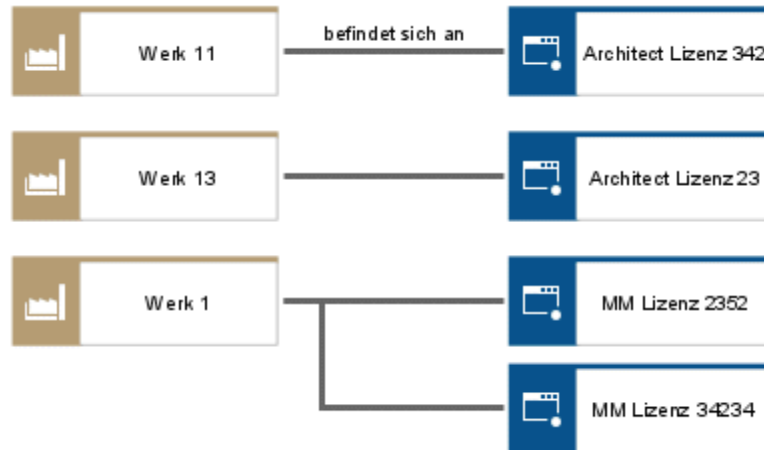 Werk 11
befindet sich an
Architect Lizenz 342
Werk 13
Architect Lizenz 23
Werk 1
MM Lizenz 2352
MM Lizenz 34234